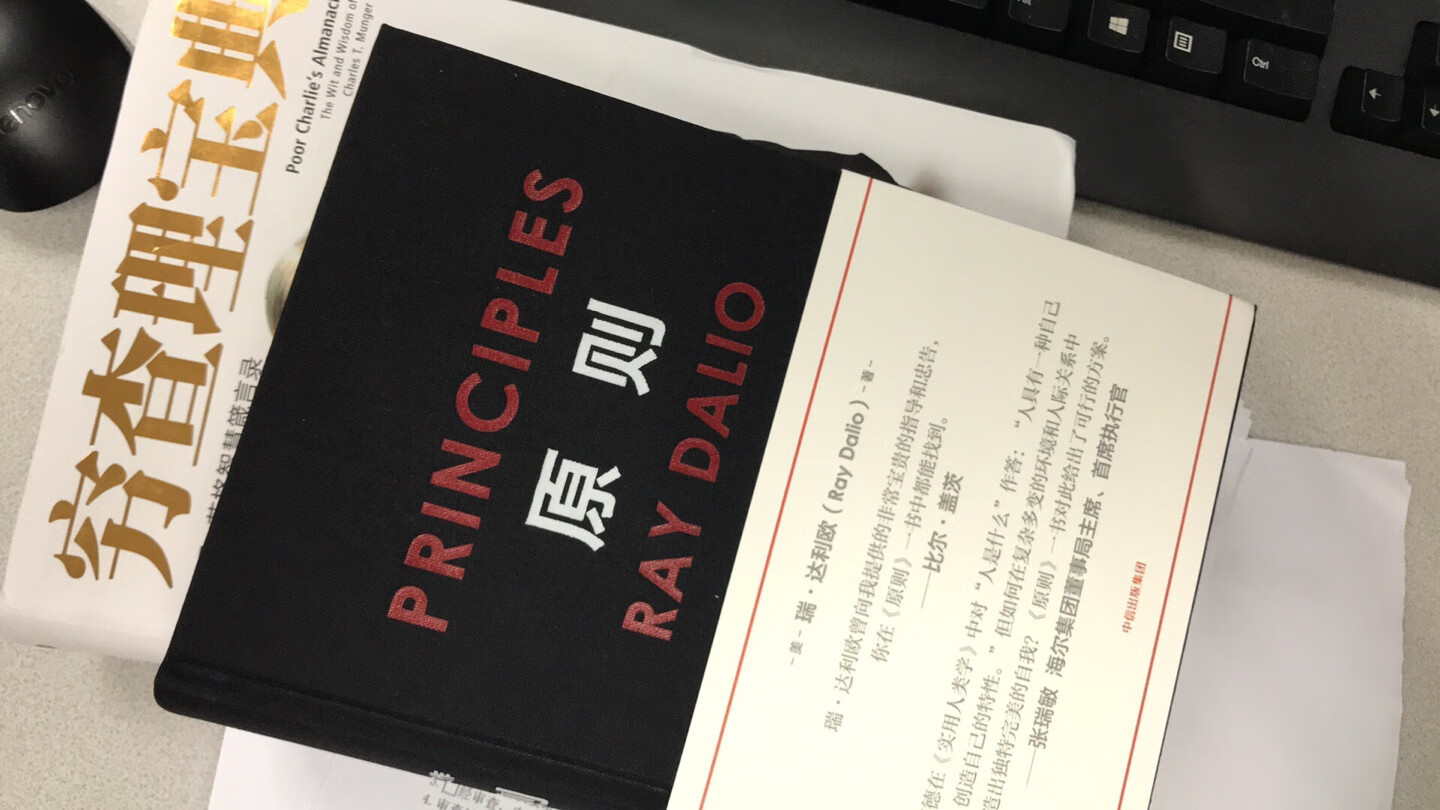 穷查理宝典
Poor Charlie's Almanac
The Wit and Wisdom of
Charles T. Munger
格智慧箴言录
PRINCIPLES
原则
RAY DALIO
-美- 瑞·达利欧(Ray Dalio)-著-
瑞·达利欧曾向我提供的非常宝贵的指导和忠告,
你在《原则》一书中都能找到。
——比尔·盖茨
德在《实用人类学》中对“人是什么”作答:“人具有一种自己
创造自己的特性。”但如何在复杂多变的环境和人际关系中
造出独特完美的自我?《原则》一书对此给出了可行的方案。
——张瑞敏 海尔集团董事局主席、首席执行官
中信出版集团
enovo
Ctrl
4.审查